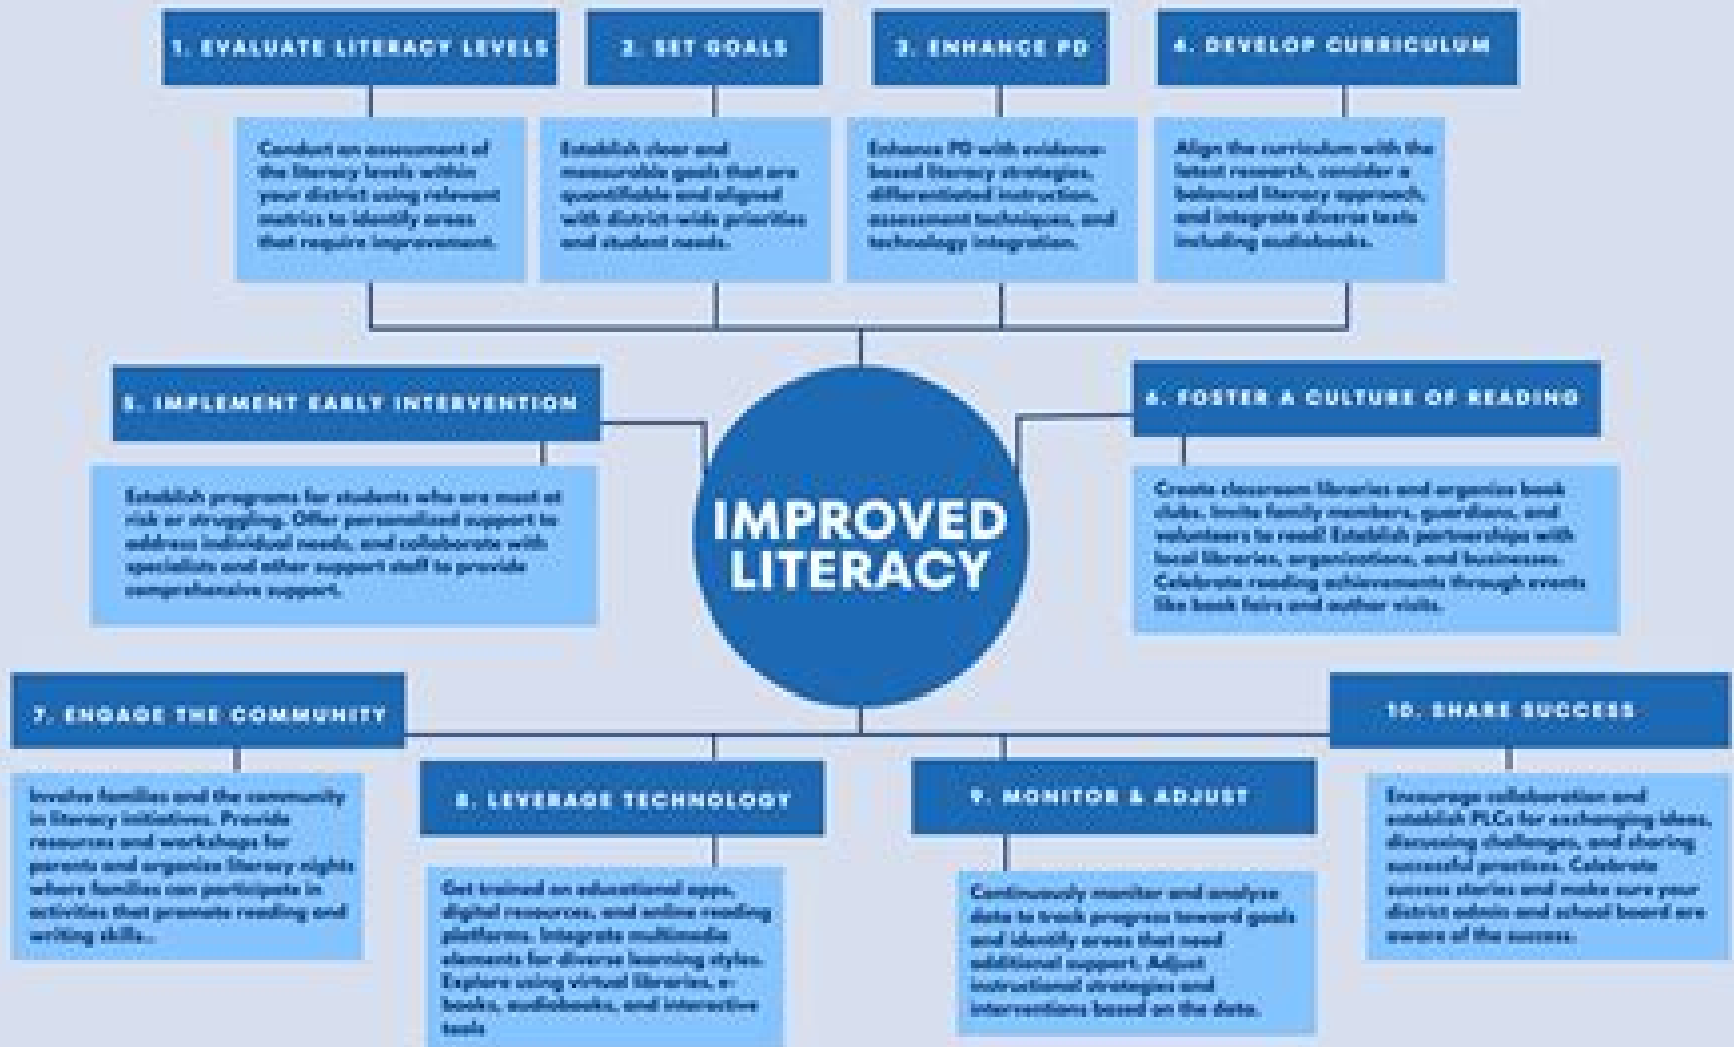 1. EVALUATE LITERACY LEVELS
2. SET GOALS
3. ENHANCE PD
4. DEVELOP CURRICULUM
Conduct an assessment of
the literacy levels within
your district using relevant
metrics to identify areas
that require improvement.
Establish clear and
measurable goals that are
quantifiable and aligned
with district-wide priorities
and student needs.
Enhance PD with evidence-
based literacy strategies,
differentiated instruction,
assessment techniques, and
technology integration.
Align the curriculum with the
latest research, consider a
balanced literacy approach,
and integrate diverse texts
including audiobooks.
5. IMPLEMENT EARLY INTERVENTION
Establish programs for students who are most at
risk or struggling. Offer personalized support to
address individual needs, and collaborate with
specialists and other support staff to provide
comprehensive support.
IMPROVED
LITERACY
6. FOSTER A CULTURE OF READING
Create classroom libraries and organize book
clubs. Invite family members, guardians, and
volunteers to read! Establish partnerships with
local libraries, organizations, and businesses.
Celebrate reading achievements through events
like book fairs and author visits.
7. ENGAGE THE COMMUNITY
Involve families and the community
in literacy initiatives. Provide
resources and workshops for
parents and organize literacy nights
where families can participate in
activities that promote reading and
writing skills..
8. LEVERAGE TECHNOLOGY
Get trained on educational apps,
digital resources, and online reading
platforms. Integrate multimedia
elements for diverse learning styles.
Explore using virtual libraries, e-
books, audiobooks, and interactive
tools
9. MONITOR & ADJUST
Continuously monitor and analyze
data to track progress toward goals
and identify areas that need
additional support. Adjust
instructional strategies and
interventions based on the data.
10. SHARE SUCCESS
Encourage collaboration and
establish PLCs for exchanging ideas,
discussing challenges, and sharing
successful practices. Celebrate
success stories and make sure your
district admin and school board are
aware of the success.